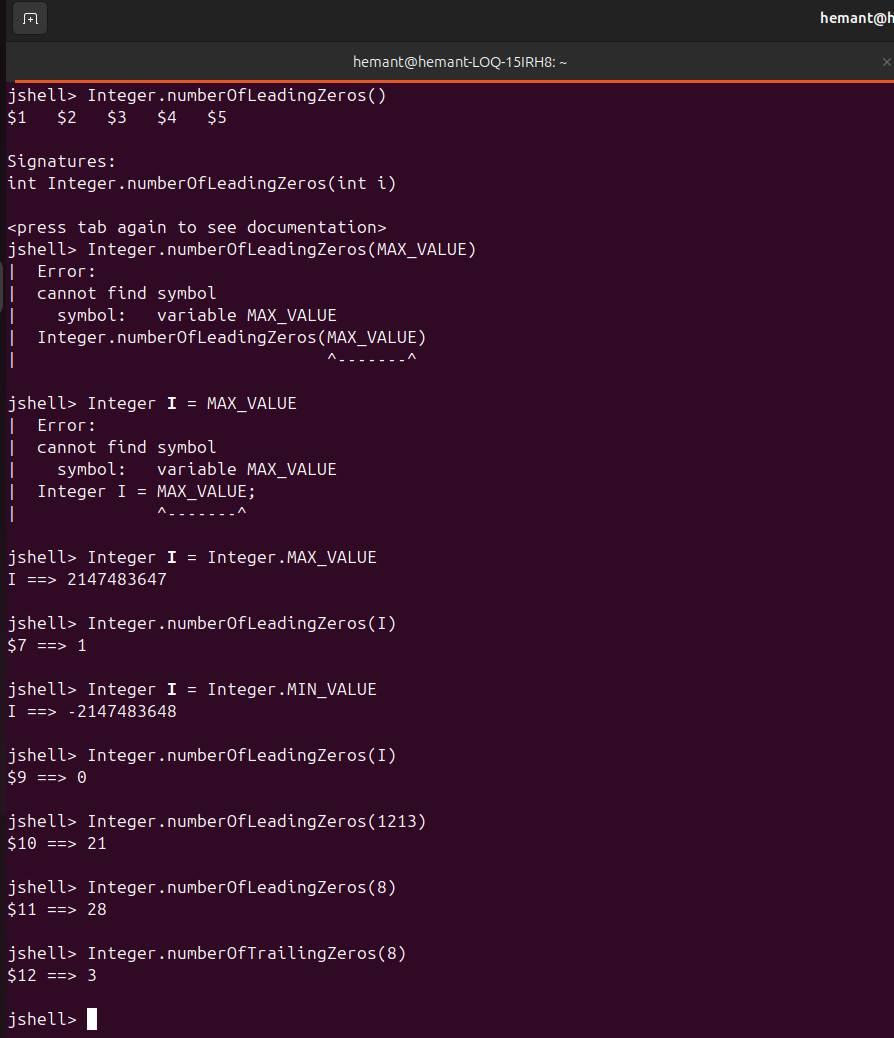 hemant@h
hemant@hemant-LOQ-15IRH8: ~
×
jshell> Integer.numberOfLeadingZeros()
$1   $2   $3   $4   $5
Signatures:
int Integer.numberOfLeadingZeros(int i)
<press tab again to see documentation>
jshell> Integer.numberOfLeadingZeros(MAX_VALUE)
|  Error:
|  cannot find symbol
|    symbol:   variable MAX_VALUE
|  Integer.numberOfLeadingZeros(MAX_VALUE)
|                               ^-------^
jshell> Integer I = MAX_VALUE
|  Error:
|  cannot find symbol
|    symbol:   variable MAX_VALUE
|  Integer I = MAX_VALUE;
|              ^-------^
jshell> Integer I = Integer.MAX_VALUE
I ==> 2147483647
jshell> Integer.numberOfLeadingZeros(I)
$7 ==> 1
jshell> Integer I = Integer.MIN_VALUE
I ==> -2147483648
jshell> Integer.numberOfLeadingZeros(I)
$9 ==> 0
jshell> Integer.numberOfLeadingZeros(1213)
$10 ==> 21
jshell> Integer.numberOfLeadingZeros(8)
$11 ==> 28
jshell> Integer.numberOfTrailingZeros(8)
$12 ==> 3
jshell>